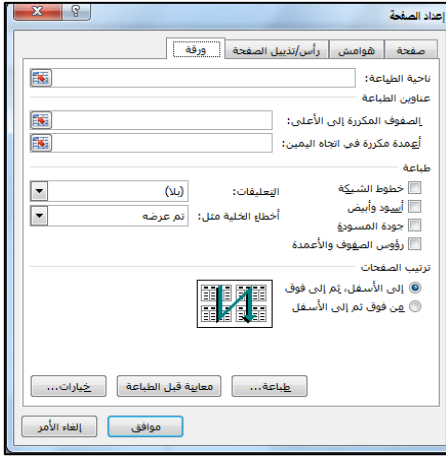 إعداد الصفحة
صفحة هوامش رأس/تذييل الصفحة ورقة
ناحية الطباعة:
عناوين الطباعة
الصفوف المكررة إلى الأعلى:
أعمدة مكررة في اتجاه اليمين:
طباعة
خطوط الشبكة التعليقات: (بلا)
أسود وأبيض أخطاء الخلية مثل: تم عرضه
جودة المسودة
رؤوس الصفوف والأعمدة
ترتيب الصفحات
إلى الأسفل، ثم إلى فوق
من فوق ثم إلى الأسفل
طباعة... معاينة قبل الطباعة خيارات...
موافق إلغاء الأمر